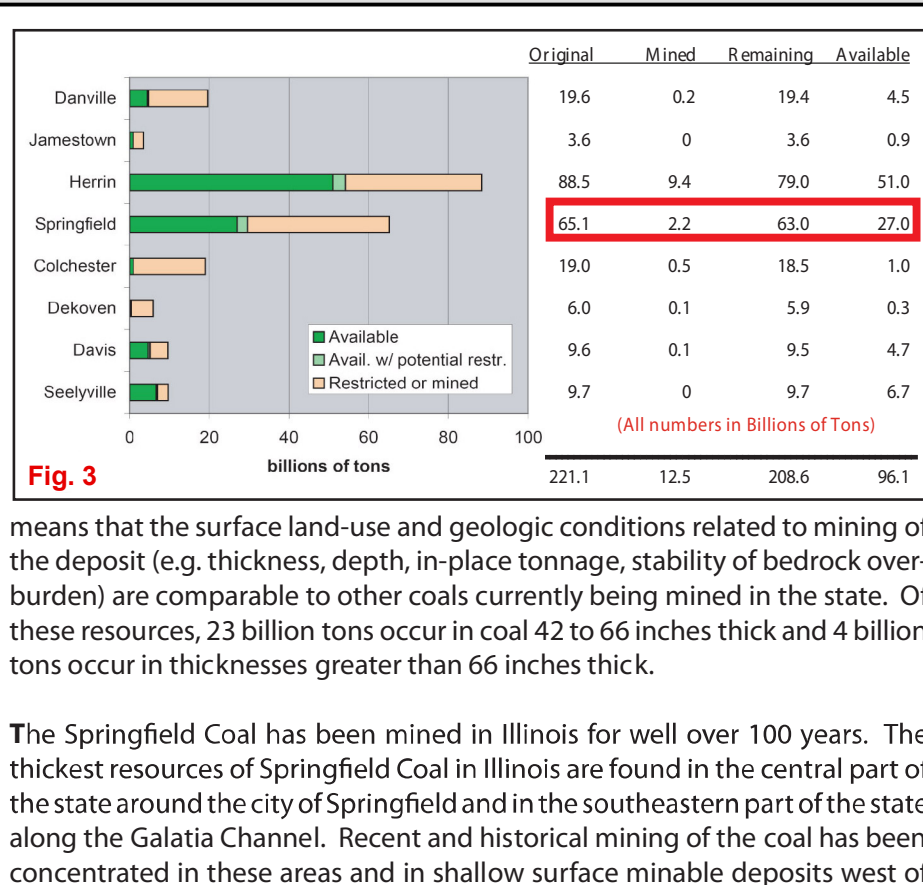 Original Mined Remaining Available
Danville 19.6 0.2 19.4 4.5
Jamestown 3.6 0 3.6 0.9
Herrin 88.5 9.4 79.0 51.0
Springfield 65.1 2.2 63.0 27.0
Colchester 19.0 0.5 18.5 1.0
Dekoven 6.0 0.1 5.9 0.3
Davis 9.6 0.1 9.5 4.7
Seelyville 9.7 0 9.7 6.7
Available
Avail. w/ potential restr.
Restricted or mined
0 20 40 60 80 100
(All numbers in Billions of Tons)
billions of tons
Fig. 3
221.1 12.5 208.6 96.1
means that the surface land-use and geologic conditions related to mining of
the deposit (e.g. thickness, depth, in-place tonnage, stability of bedrock over-
burden) are comparable to other coals currently being mined in the state. Of
these resources, 23 billion tons occur in coal 42 to 66 inches thick and 4 billion
tons occur in thicknesses greater than 66 inches thick.
The Springfield Coal has been mined in Illinois for well over 100 years. The
thickest resources of Springfield Coal in Illinois are found in the central part of
the state around the city of Springfield and in the southeastern part of the state
along the Galatia Channel. Recent and historical mining of the coal has been
concentrated in these areas and in shallow surface minable deposits west of